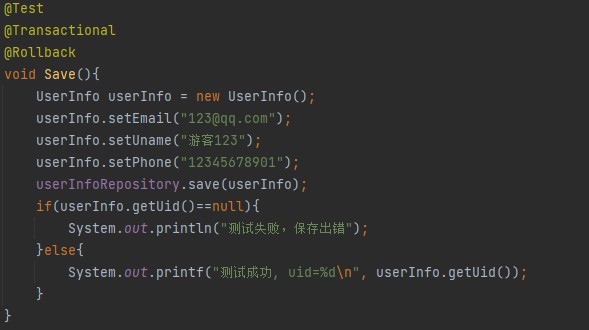 @Test
@Transactional
@Rollback
void Save(){
    UserInfo userInfo = new UserInfo();
    userInfo.setEmail("123@qq.com");
    userInfo.setUname("游客123");
    userInfo.setPhone("12345678901");
    userInfoRepository.save(userInfo);
    if(userInfo.getUid()==null){
        System.out.println("测试失败，保存出错");
    }else{
        System.out.printf("测试成功, uid=%d\n", userInfo.getUid());
    }
}